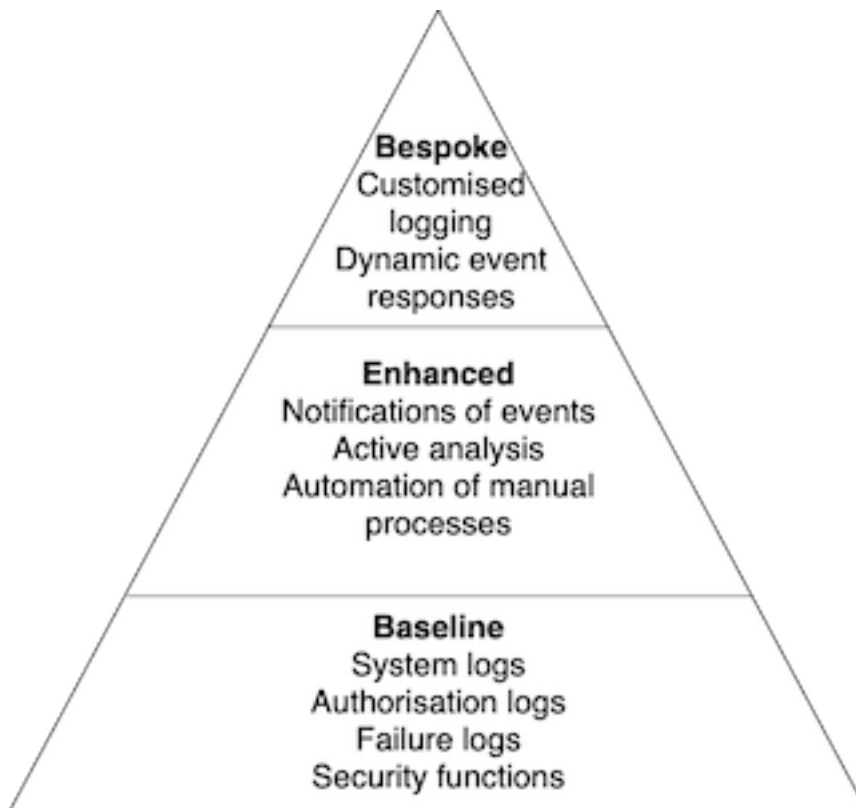 Bespoke
Customised
logging
Dynamic event
responses
Enhanced
Notifications of events
Active analysis
Automation of manual
processes
Baseline
System logs
Authorisation logs
Failure logs
Security functions